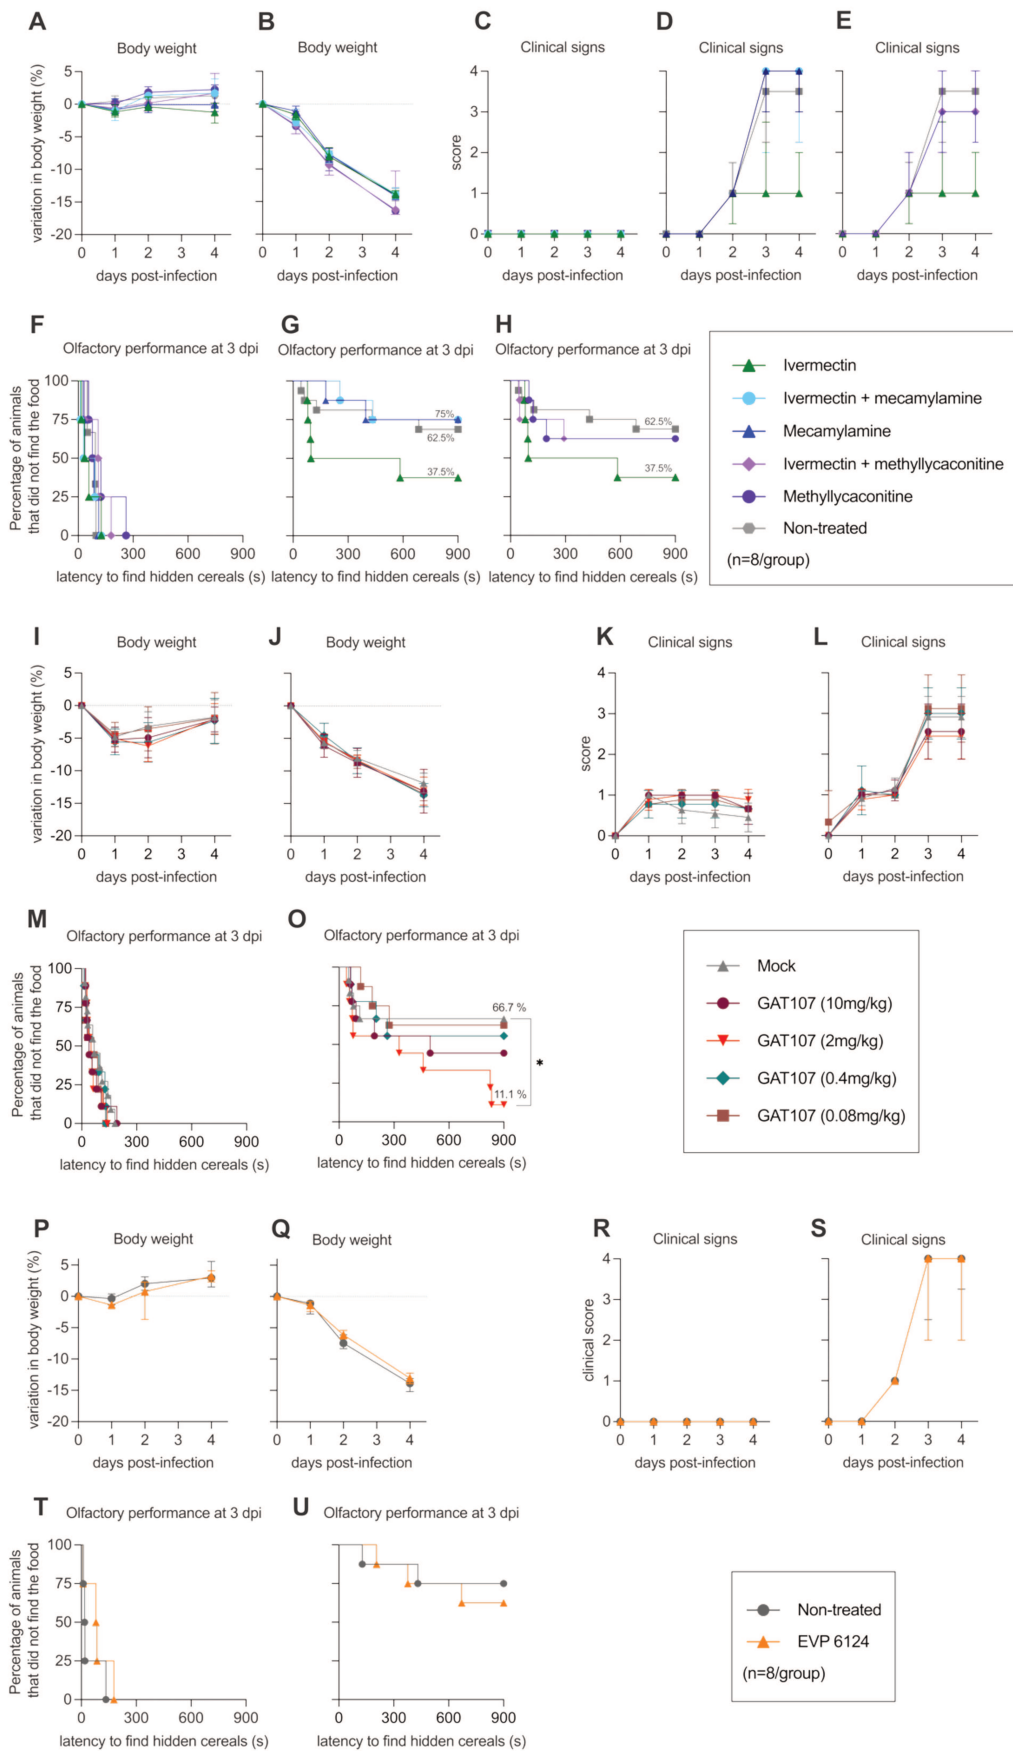 A
B
C
D
E
Body weight
Body weight
Clinical signs
Clinical signs
Clinical signs
variation in body weight (%)
5
0
-5
-10
-15
-20
0 1 2 3 4
days post-infection
0 1 2 3 4
days post-infection
score
4
3
2
1
0
0 1 2 3 4
days post-infection
0 1 2 3 4
days post-infection
0 1 2 3 4
days post-infection
F
G
H
Olfactory performance at 3 dpi
Olfactory performance at 3 dpi
Olfactory performance at 3 dpi
Percentage of animals
that did not find the food
100
75
50
25
0
0 300 600 900
latency to find hidden cereals (s)
75%
62.5%
37.5%
0 300 600 900
latency to find hidden cereals (s)
62.5%
37.5%
0 300 600 900
latency to find hidden cereals (s)
Ivermectin
Ivermectin + mecamylamine
Mecamylamine
Ivermectin + methyllycaconitine
Methyllycaconitine
Non-treated
(n=8/group)
I
J
K
L
Body weight
Body weight
Clinical signs
Clinical signs
variation in body weight (%)
5
0
-5
-10
-15
-20
0 1 2 3 4
days post-infection
0 1 2 3 4
days post-infection
score
4
3
2
1
0
0 1 2 3 4
days post-infection
0 1 2 3 4
days post-infection
M
O
Olfactory performance at 3 dpi
Olfactory performance at 3 dpi
Percentage of animals
that did not find the food
100
75
50
25
0
0 300 600 900
latency to find hidden cereals (s)
66.7 %
*
11.1 %
0 300 600 900
latency to find hidden cereals (s)
Mock
GAT107 (10mg/kg)
GAT107 (2mg/kg)
GAT107 (0.4mg/kg)
GAT107 (0.08mg/kg)
P
Q
R
S
Body weight
Body weight
Clinical signs
Clinical signs
variation in body weight (%)
5
0
-5
-10
-15
-20
0 1 2 3 4
days post-infection
0 1 2 3 4
days post-infection
clinical score
4
3
2
1
0
0 1 2 3 4
days post-infection
0 1 2 3 4
days post-infection
T
U
Olfactory performance at 3 dpi
Olfactory performance at 3 dpi
Percentage of animals
that did not find the food
100
75
50
25
0
0 300 600 900
latency to find hidden cereals (s)
0 300 600 900
latency to find hidden cereals (s)
Non-treated
EVP 6124
(n=8/group)